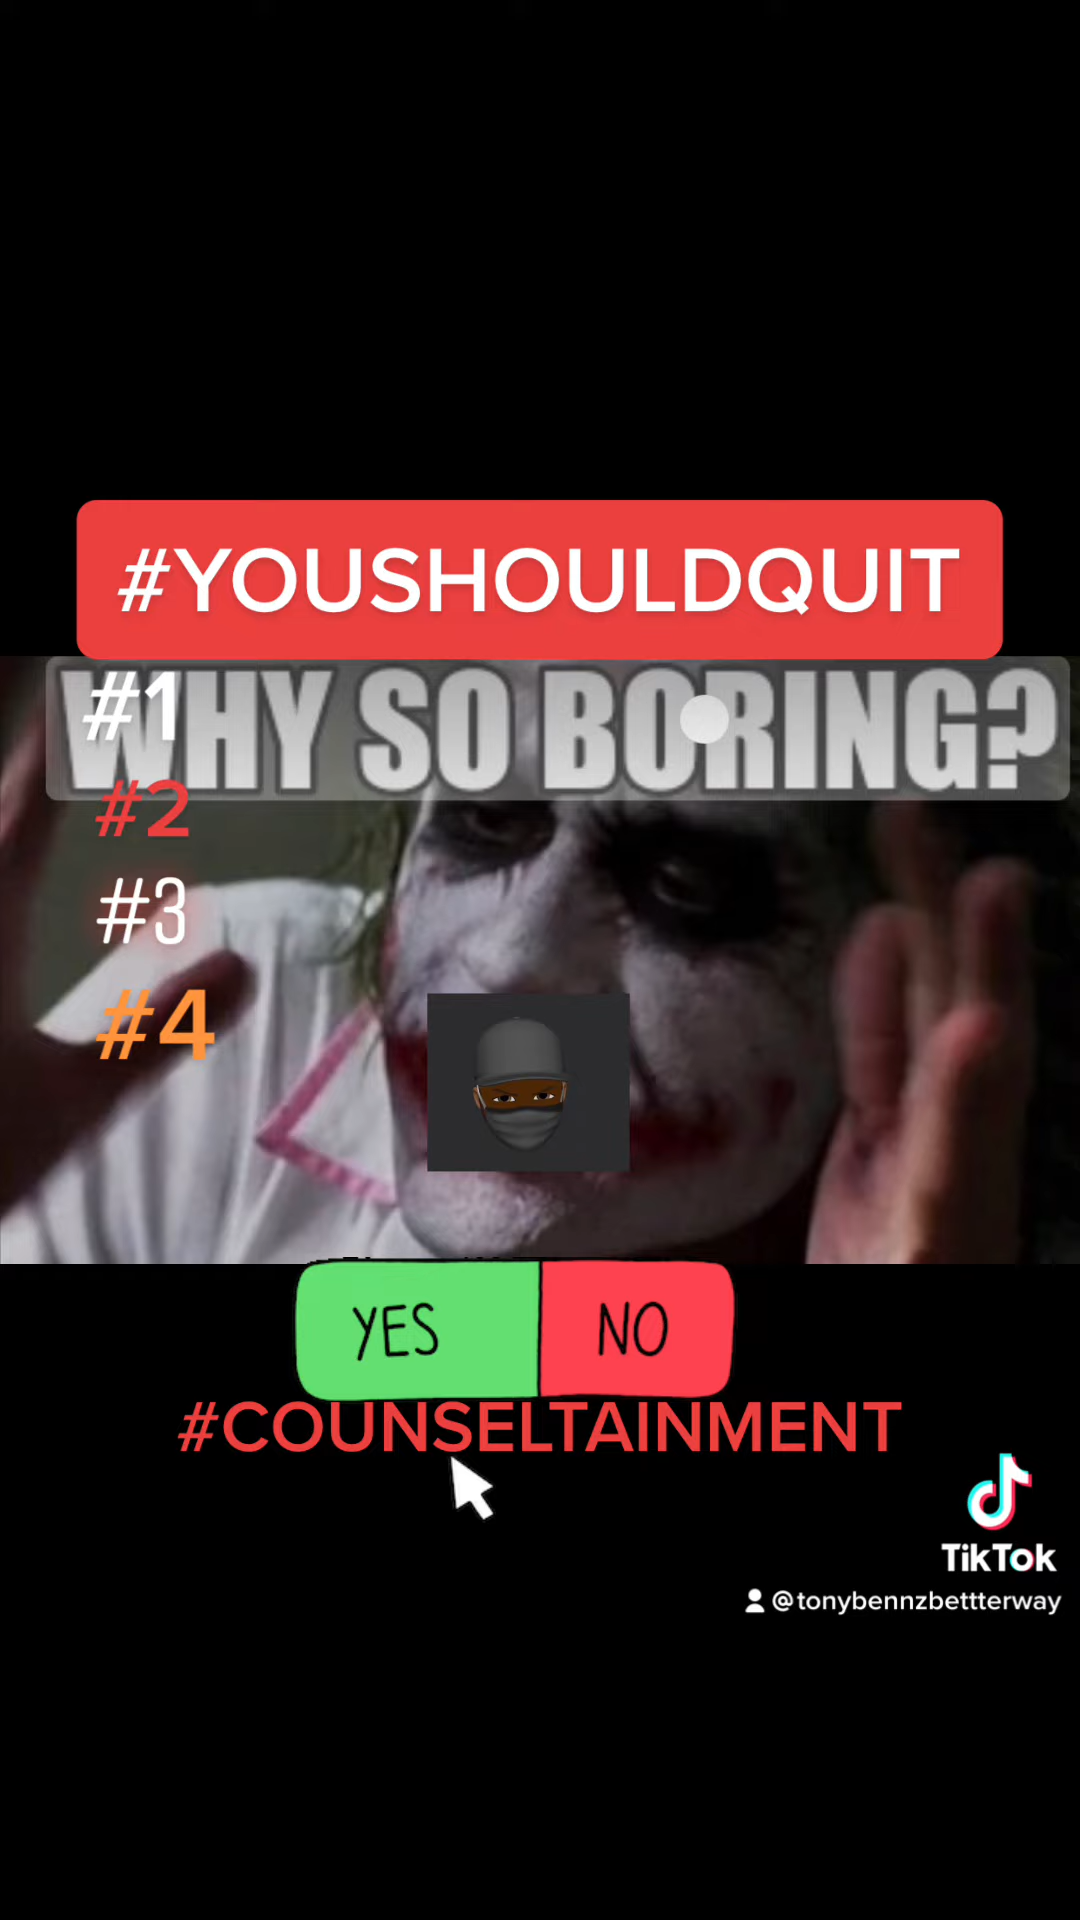 #YOUSHOULDQUIT
WHY SO BORING?
#1
#2
#3
#4
YES NO
#COUNSELTAINMENT
TikTok
@tonybennzbettterway